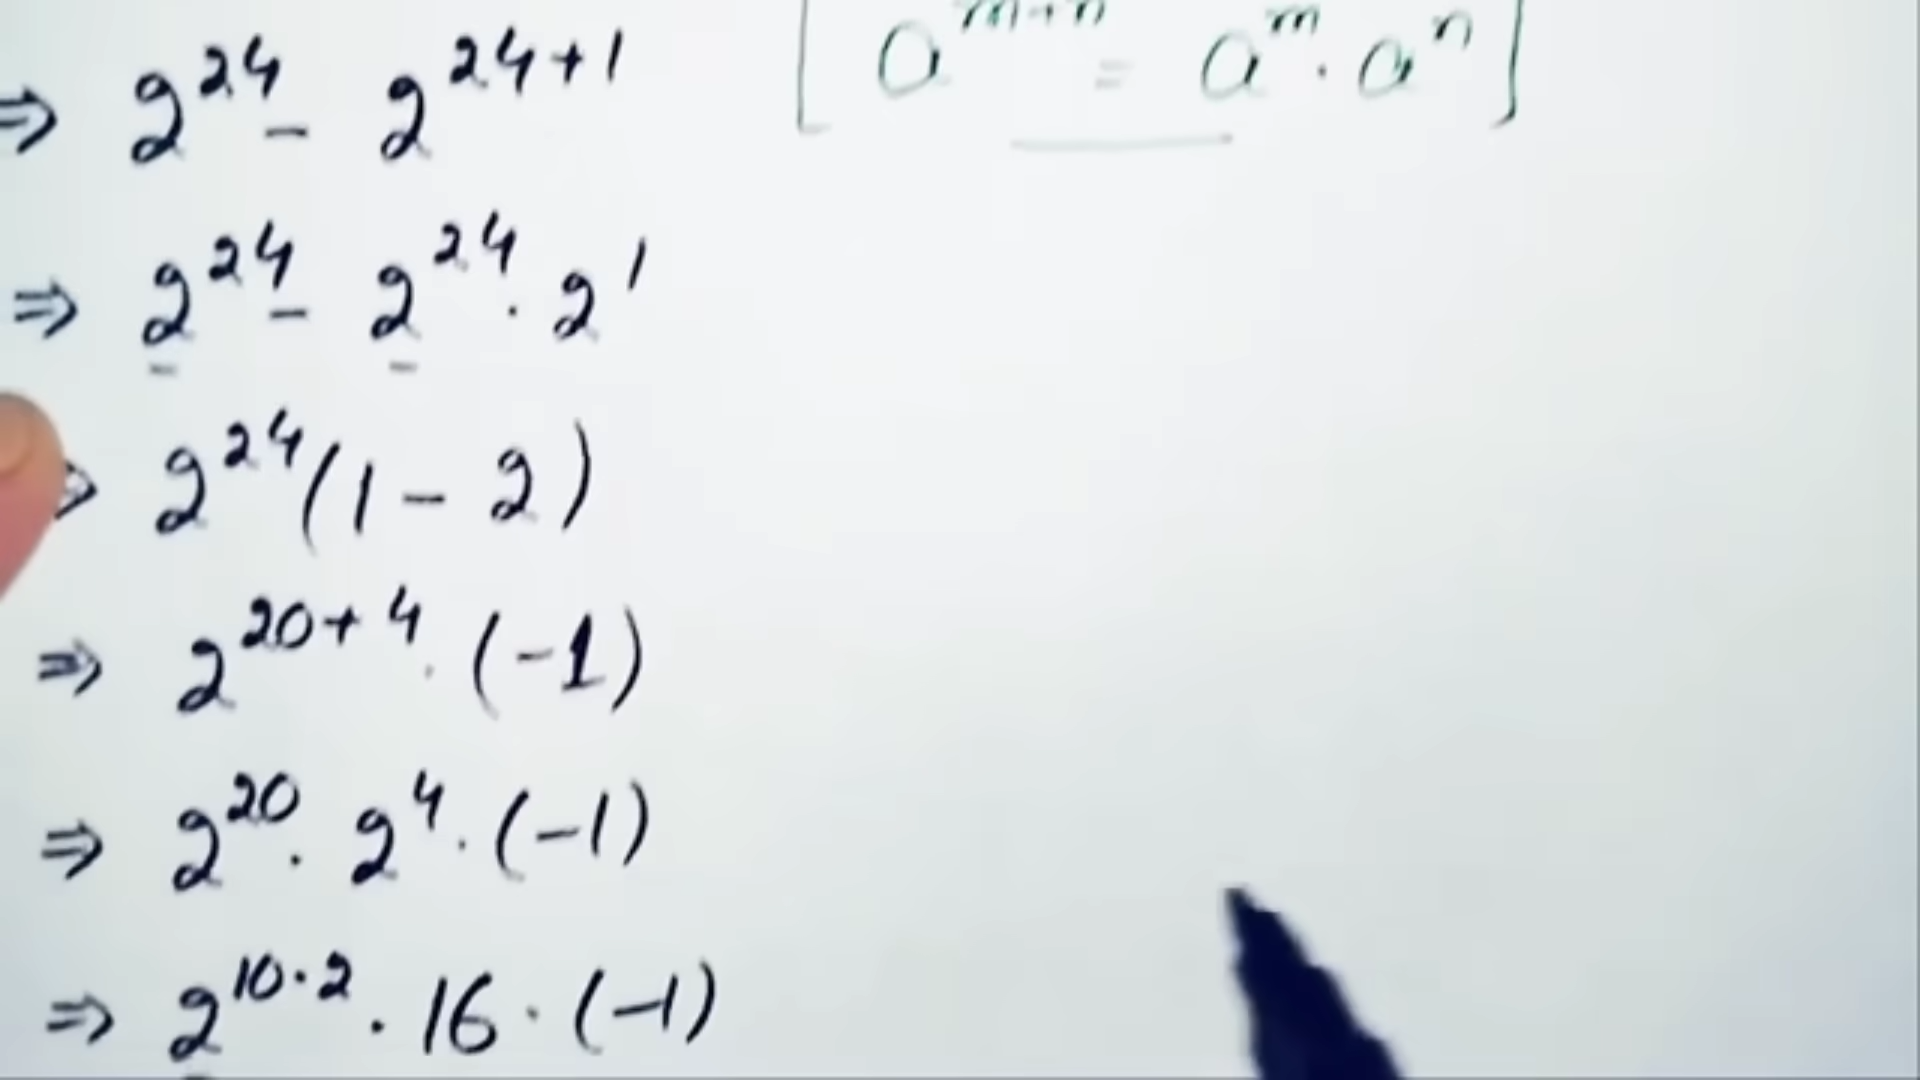 ⇒ 2^24 - 2^24+1 [a^m+n = a^m · a^n]
⇒ 2^24 - 2^24 · 2^1
⇒ 2^24 (1 - 2)
⇒ 2^20+4 · (-1)
⇒ 2^20 · 2^4 · (-1)
⇒ 2^10·2 · 16 · (-1)